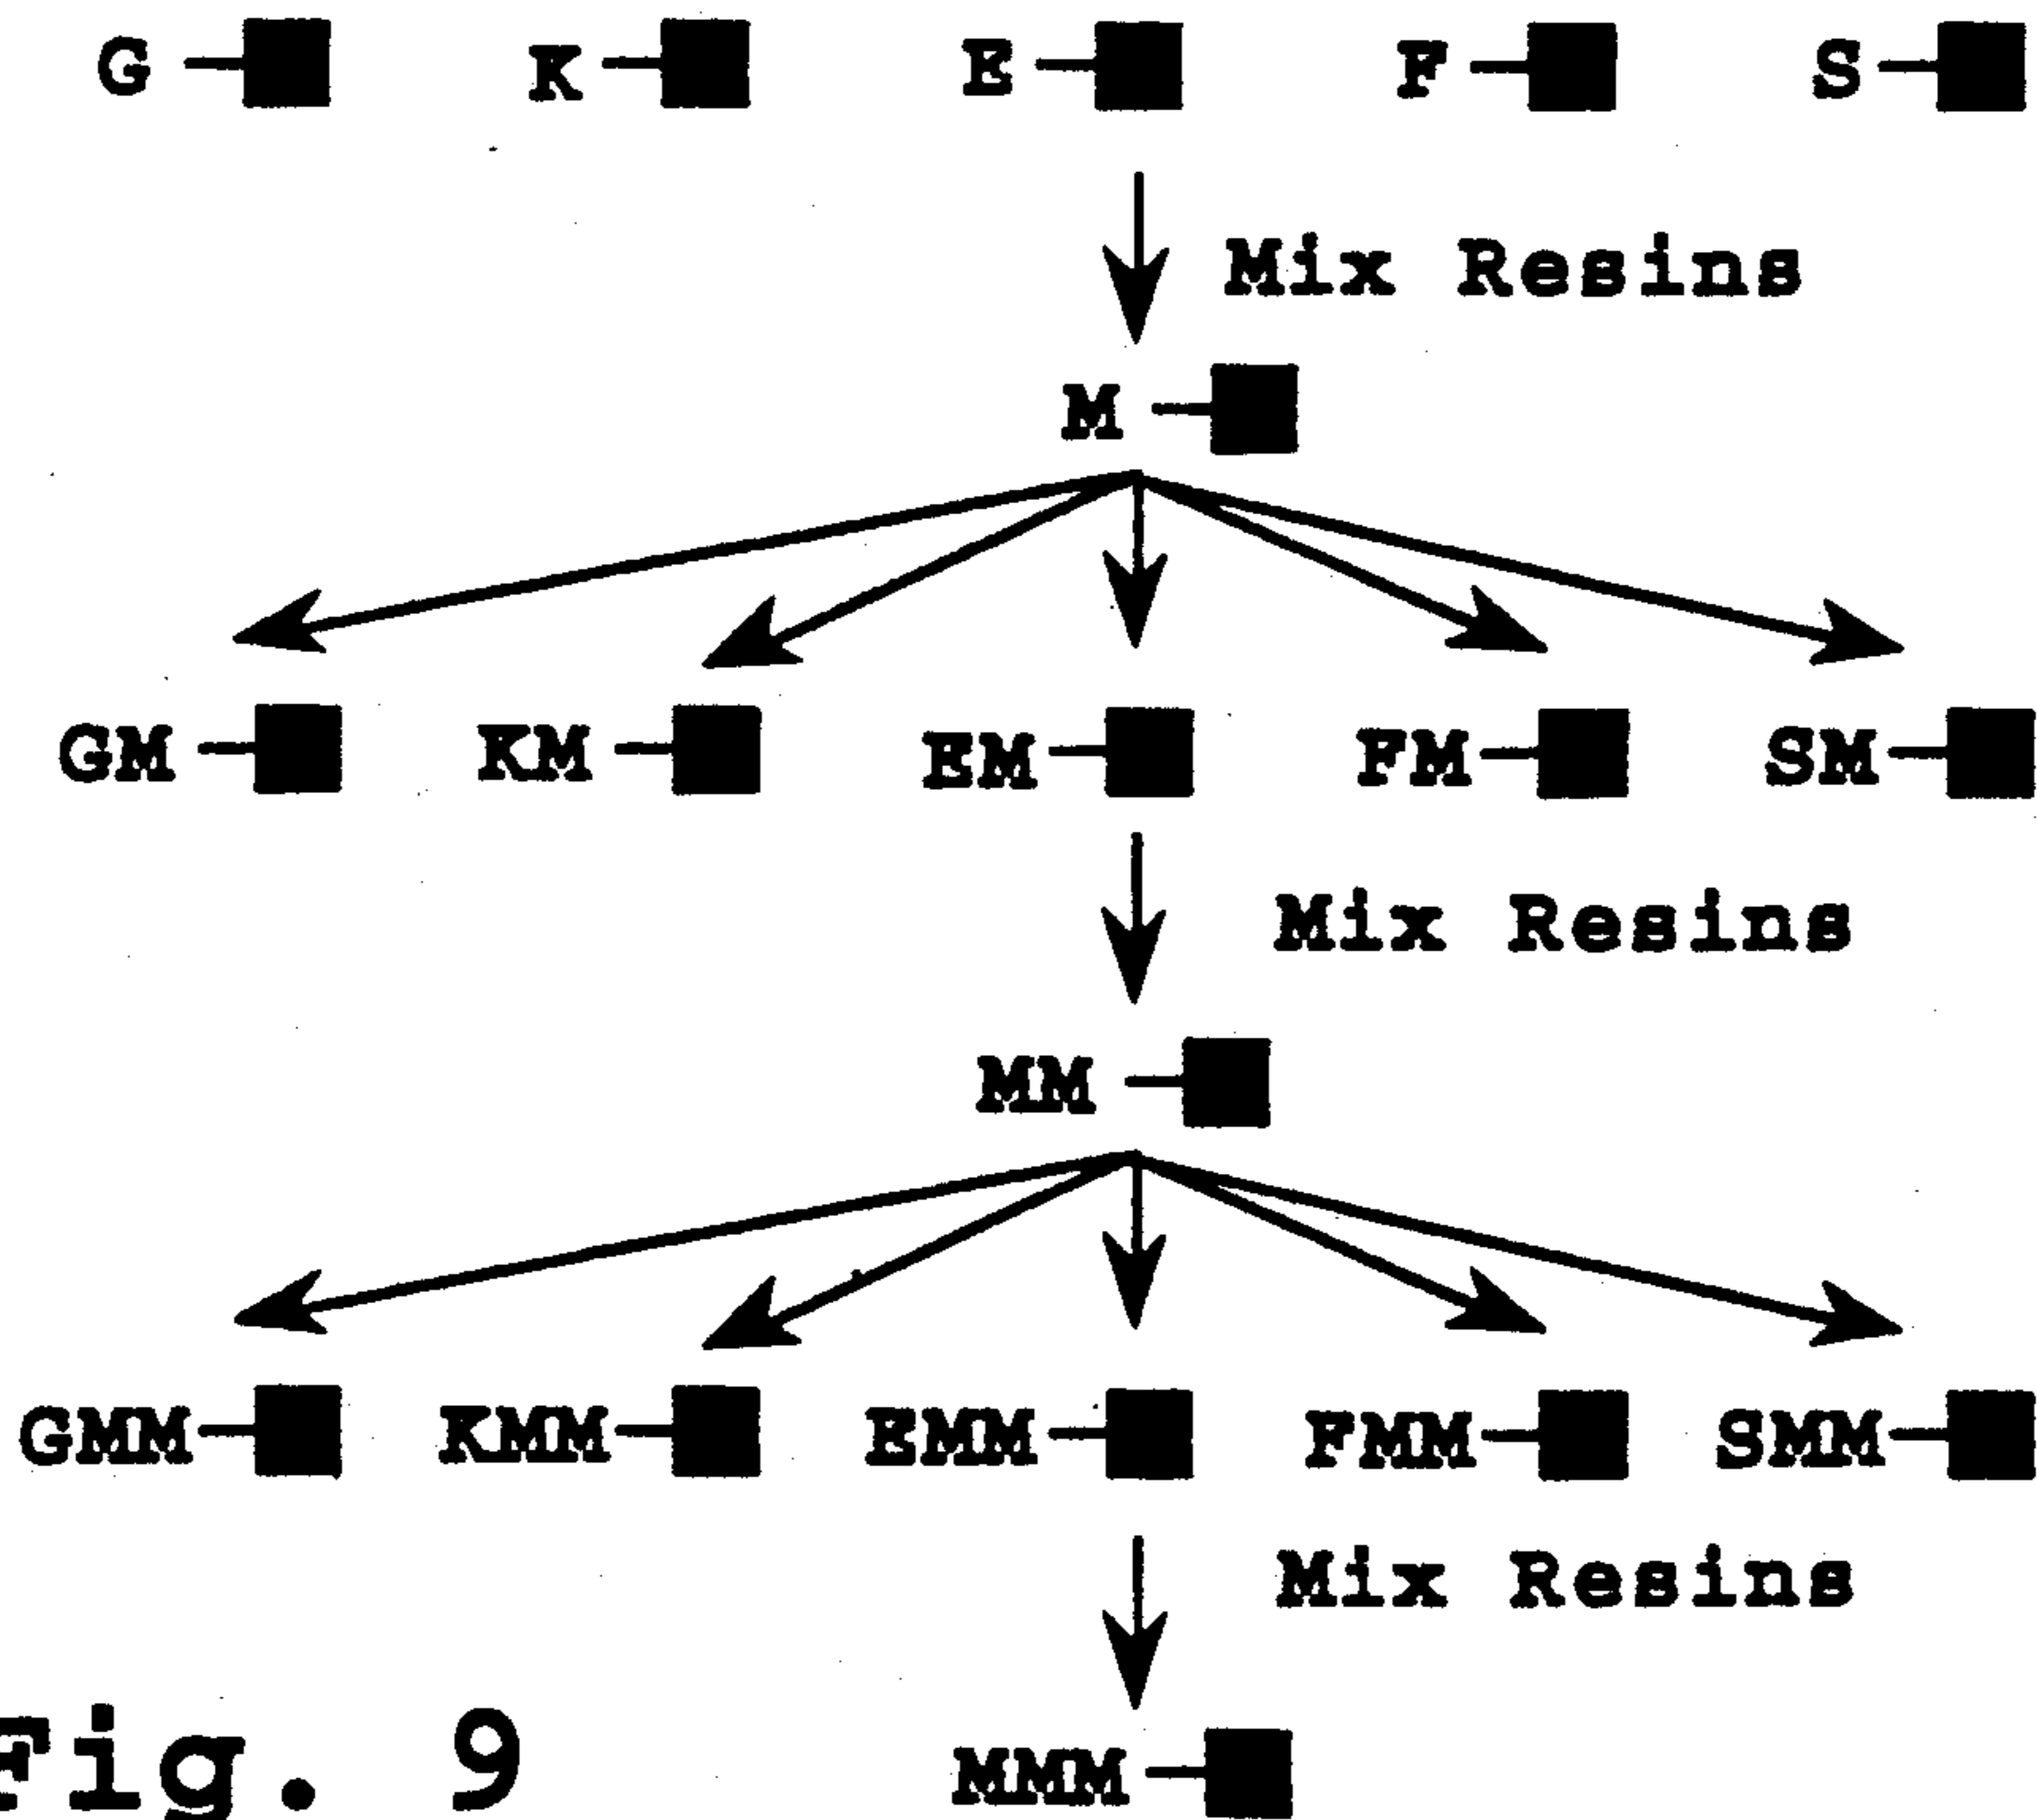 G K E F S
Mix Resins
M
GM KM EM FM SM
Mix Resins
MM
GMM KMM EMM FMM SMM
Mix Resins
MMM
Fig. 9